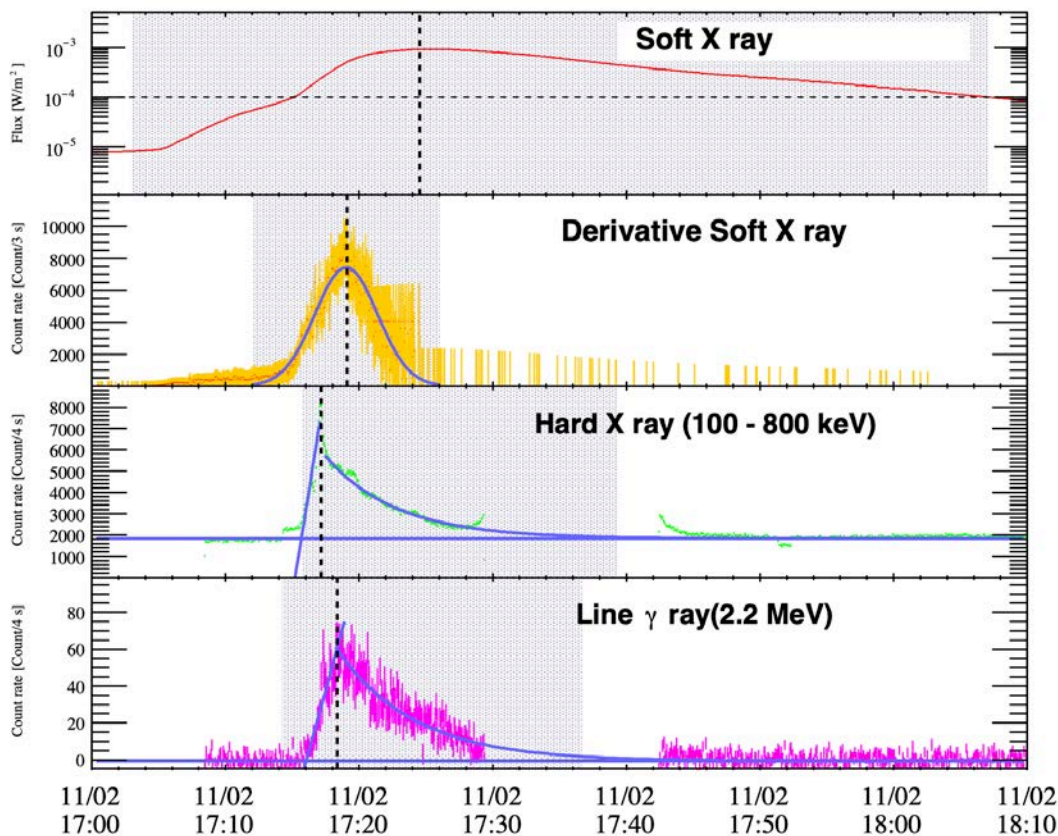 Soft X ray
Flux [W/m²]
10⁻³
10⁻⁴
10⁻⁵
Derivative Soft X ray
Count rate [Count/3 s]
10000
8000
6000
4000
2000
Hard X ray (100 - 800 keV)
Count rate [Count/4 s]
8000
7000
6000
5000
4000
3000
2000
1000
Line γ ray(2.2 MeV)
Count rate [Count/4 s]
80
60
40
20
0
11/02 11/02 11/02 11/02 11/02 11/02 11/02 11/02
17:00 17:10 17:20 17:30 17:40 17:50 18:00 18:10